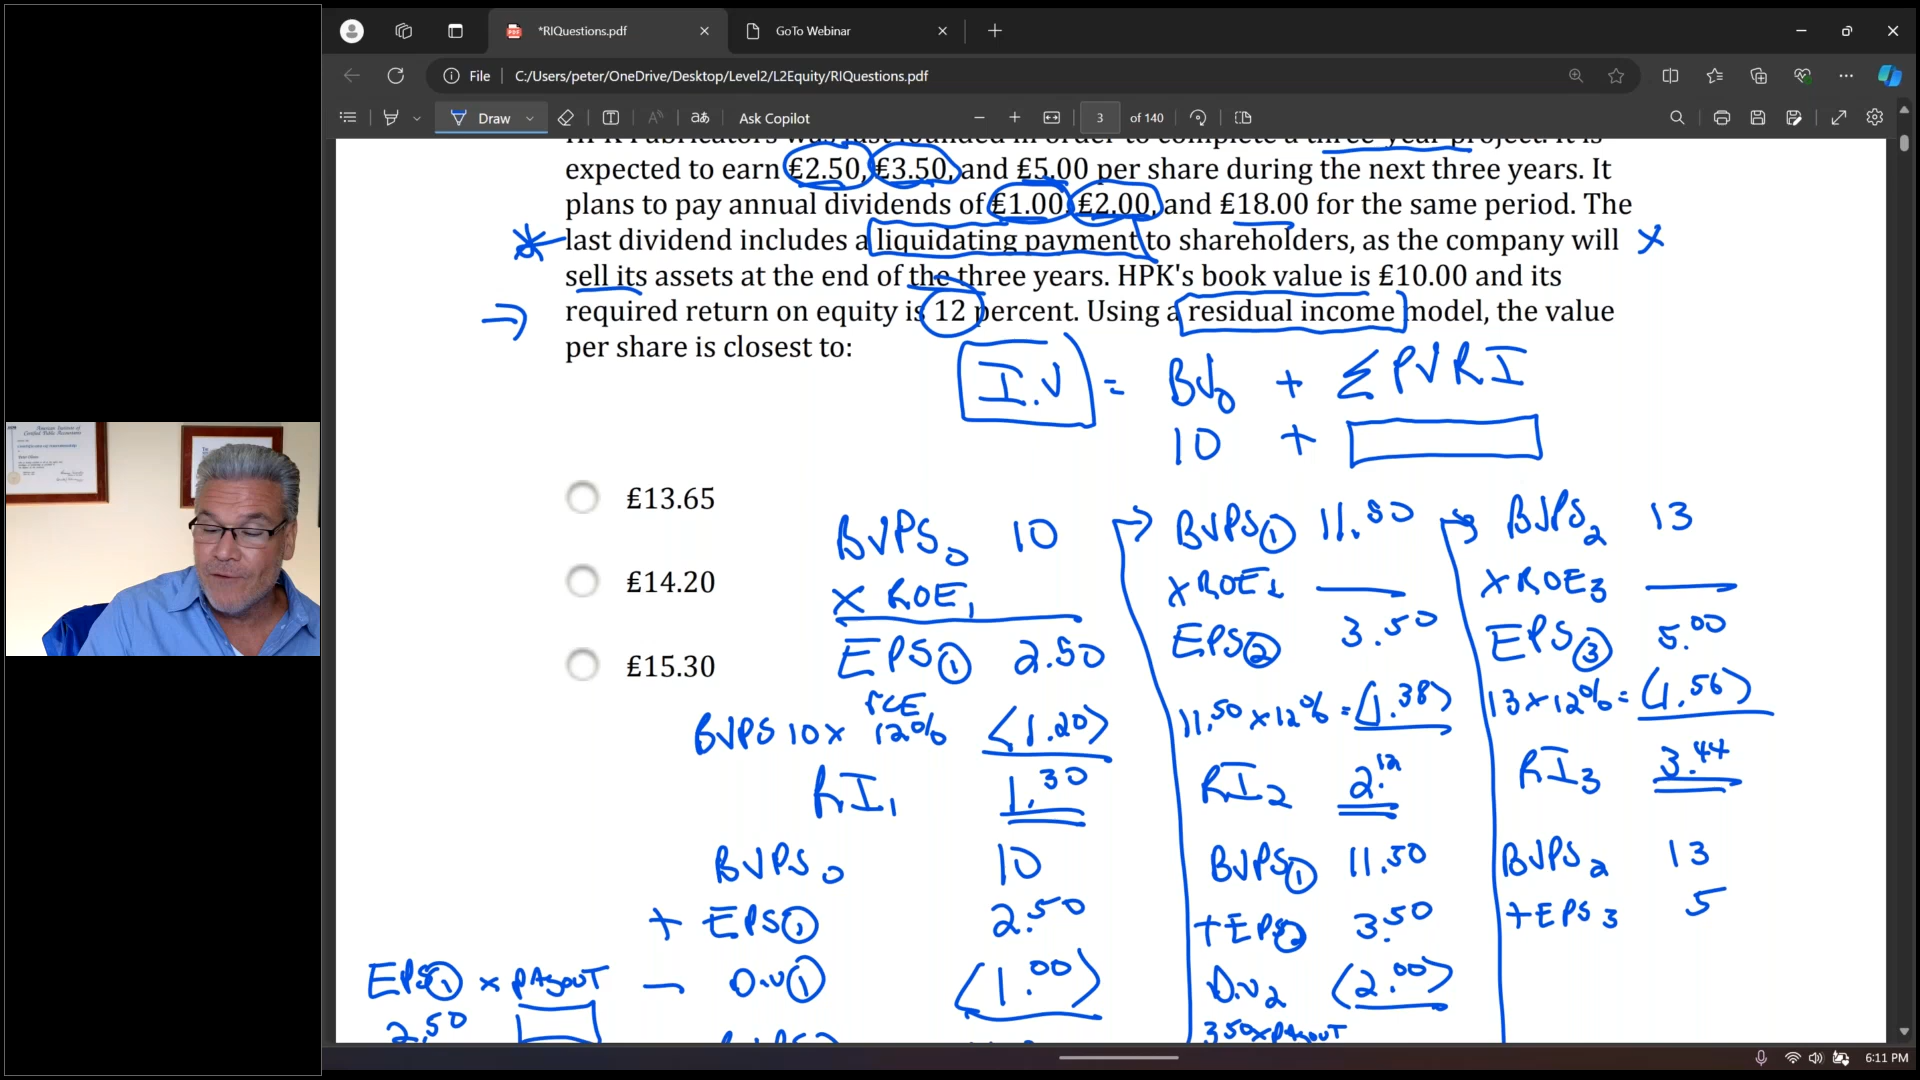 *RIQuestions.pdf
GoTo Webinar
File C:/Users/peter/OneDrive/Desktop/Level2/L2Equity/RIQuestions.pdf
Draw
Ask Copilot
3 of 140
expected to earn £2.50, £3.50, and £5.00 per share during the next three years. It
plans to pay annual dividends of £1.00, £2.00, and £18.00 for the same period. The
last dividend includes a liquidating payment to shareholders, as the company will
sell its assets at the end of the three years. HPK's book value is £10.00 and its
required return on equity is 12 percent. Using a residual income model, the value
per share is closest to:
I.V = BV0 + Σ PV RI
10 +
£13.65
£14.20
£15.30
BVPS0 10
x ROE1
EPS1 2.50
rCE
BVPS 10 x 12% <1.20>
RI1 1.30
BVPS0 10
+ EPS1 2.50
- Div1 <1.00>
EPS1 x PAYOUT
2.50
BVPS1 11.50
x ROE2
EPS2 3.50
11.50 x 12% = (1.38)
RI2 2.12
BVPS1 11.50
+EPS2 3.50
Div2 (2.00)
3.50 x PAYOUT
BVPS2 13
x ROE3
EPS3 5.00
13 x 12% = (1.56)
RI3 3.44
BVPS2 13
+EPS3 5
6:11 PM